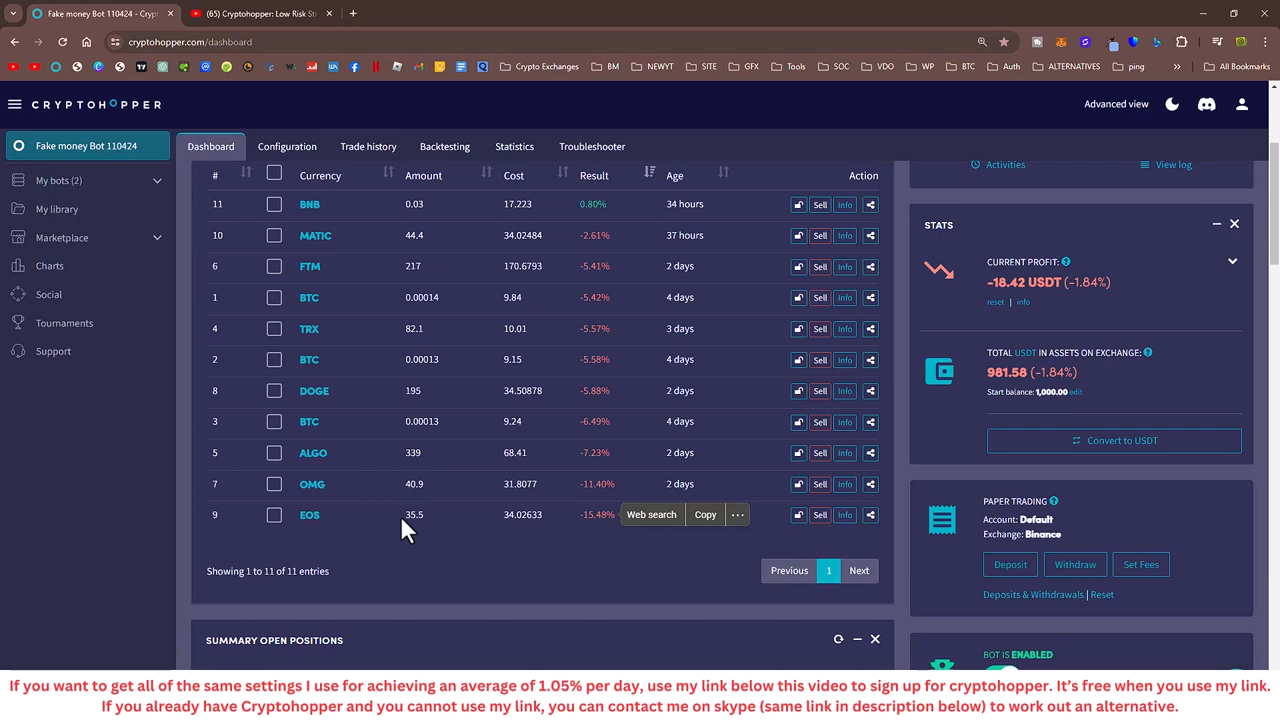 Fake money Bot 110424 - Crypt
(65) Cryptohopper: Low Risk St
cryptohopper.com/dashboard
Crypto Exchanges
BM
NEWYT
SITE
GFX
Tools
SOC
VDO
WP
BTC
Auth
ALTERNATIVES
ping
All Bookmarks
CRYPTOHOPPER
Advanced view
Fake money Bot 110424
My bots (2)
My library
Marketplace
Charts
Social
Tournaments
Support
Dashboard Configuration Trade history Backtesting Statistics Troubleshooter
# Currency Amount Cost Result Age Action
11 BNB 0.03 17.223 0.80% 34 hours Sell Info
10 MATIC 44.4 34.02484 -2.61% 37 hours Sell Info
6 FTM 217 170.6793 -5.41% 2 days Sell Info
1 BTC 0.00014 9.84 -5.42% 4 days Sell Info
4 TRX 82.1 10.01 -5.57% 3 days Sell Info
2 BTC 0.00013 9.15 -5.58% 4 days Sell Info
8 DOGE 195 34.50878 -5.88% 2 days Sell Info
3 BTC 0.00013 9.24 -6.49% 4 days Sell Info
5 ALGO 339 68.41 -7.23% 2 days Sell Info
7 OMG 40.9 31.8077 -11.40% 2 days Sell Info
9 EOS 35.5 34.02633 -15.48% Web search Copy ... Sell Info
Showing 1 to 11 of 11 entries
Previous 1 Next
SUMMARY OPEN POSITIONS
Activities View log
STATS
CURRENT PROFIT:
-18.42 USDT (-1.84%)
reset | info
TOTAL USDT IN ASSETS ON EXCHANGE:
981.58 (-1.84%)
Start balance: 1,000.00 edit
Convert to USDT
PAPER TRADING
Account: Default
Exchange: Binance
Deposit Withdraw Set Fees
Deposits & Withdrawals | Reset
BOT IS ENABLED
If you want to get all of the same settings I use for achieving an average of 1.05% per day, use my link below this video to sign up for cryptohopper. It's free when you use my link.
If you already have Cryptohopper and you cannot use my link, you can contact me on skype (same link in description below) to work out an alternative.